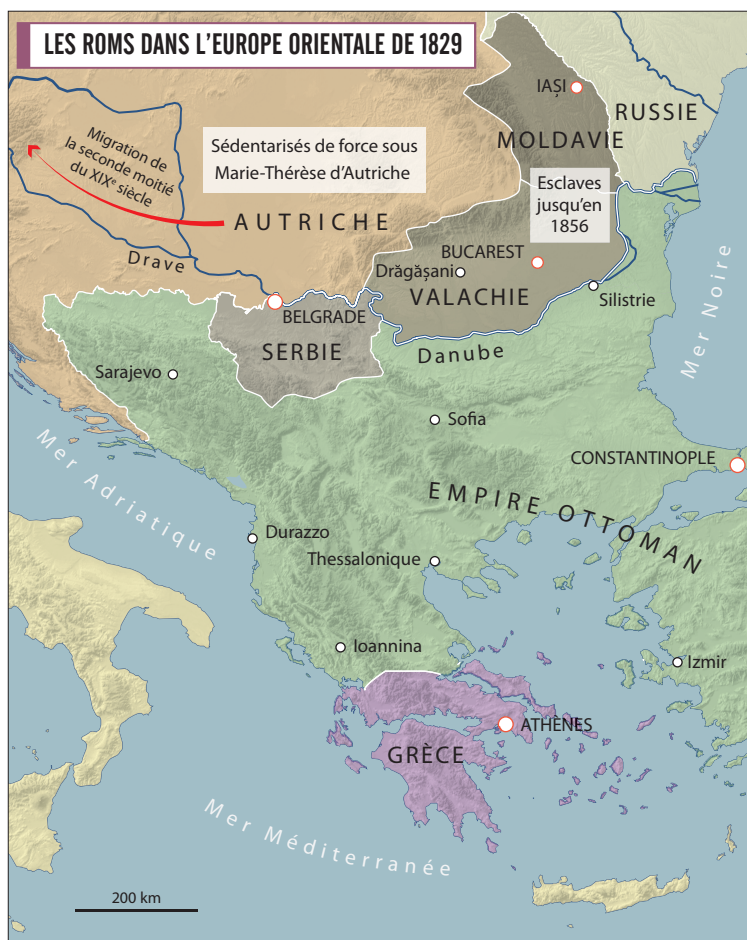 LES ROMS DANS L'EUROPE ORIENTALE DE 1829
IAȘI
RUSSIE
MOLDAVIE
Migration de
la seconde moitié
du XIXe siècle
Sédentarisés de force sous
Marie-Thérèse d'Autriche
Esclaves
jusqu'en
1856
AUTRICHE
Drave
BUCAREST
Drăgășani
VALACHIE
Silistrie
BELGRADE
SERBIE
Danube
Mer Noire
Sarajevo
Sofia
Mer Adriatique
CONSTANTINOPLE
EMPIRE OTTOMAN
Durazzo
Thessalonique
Ioannina
Izmir
ATHÈNES
GRÈCE
Mer Méditerranée
200 km